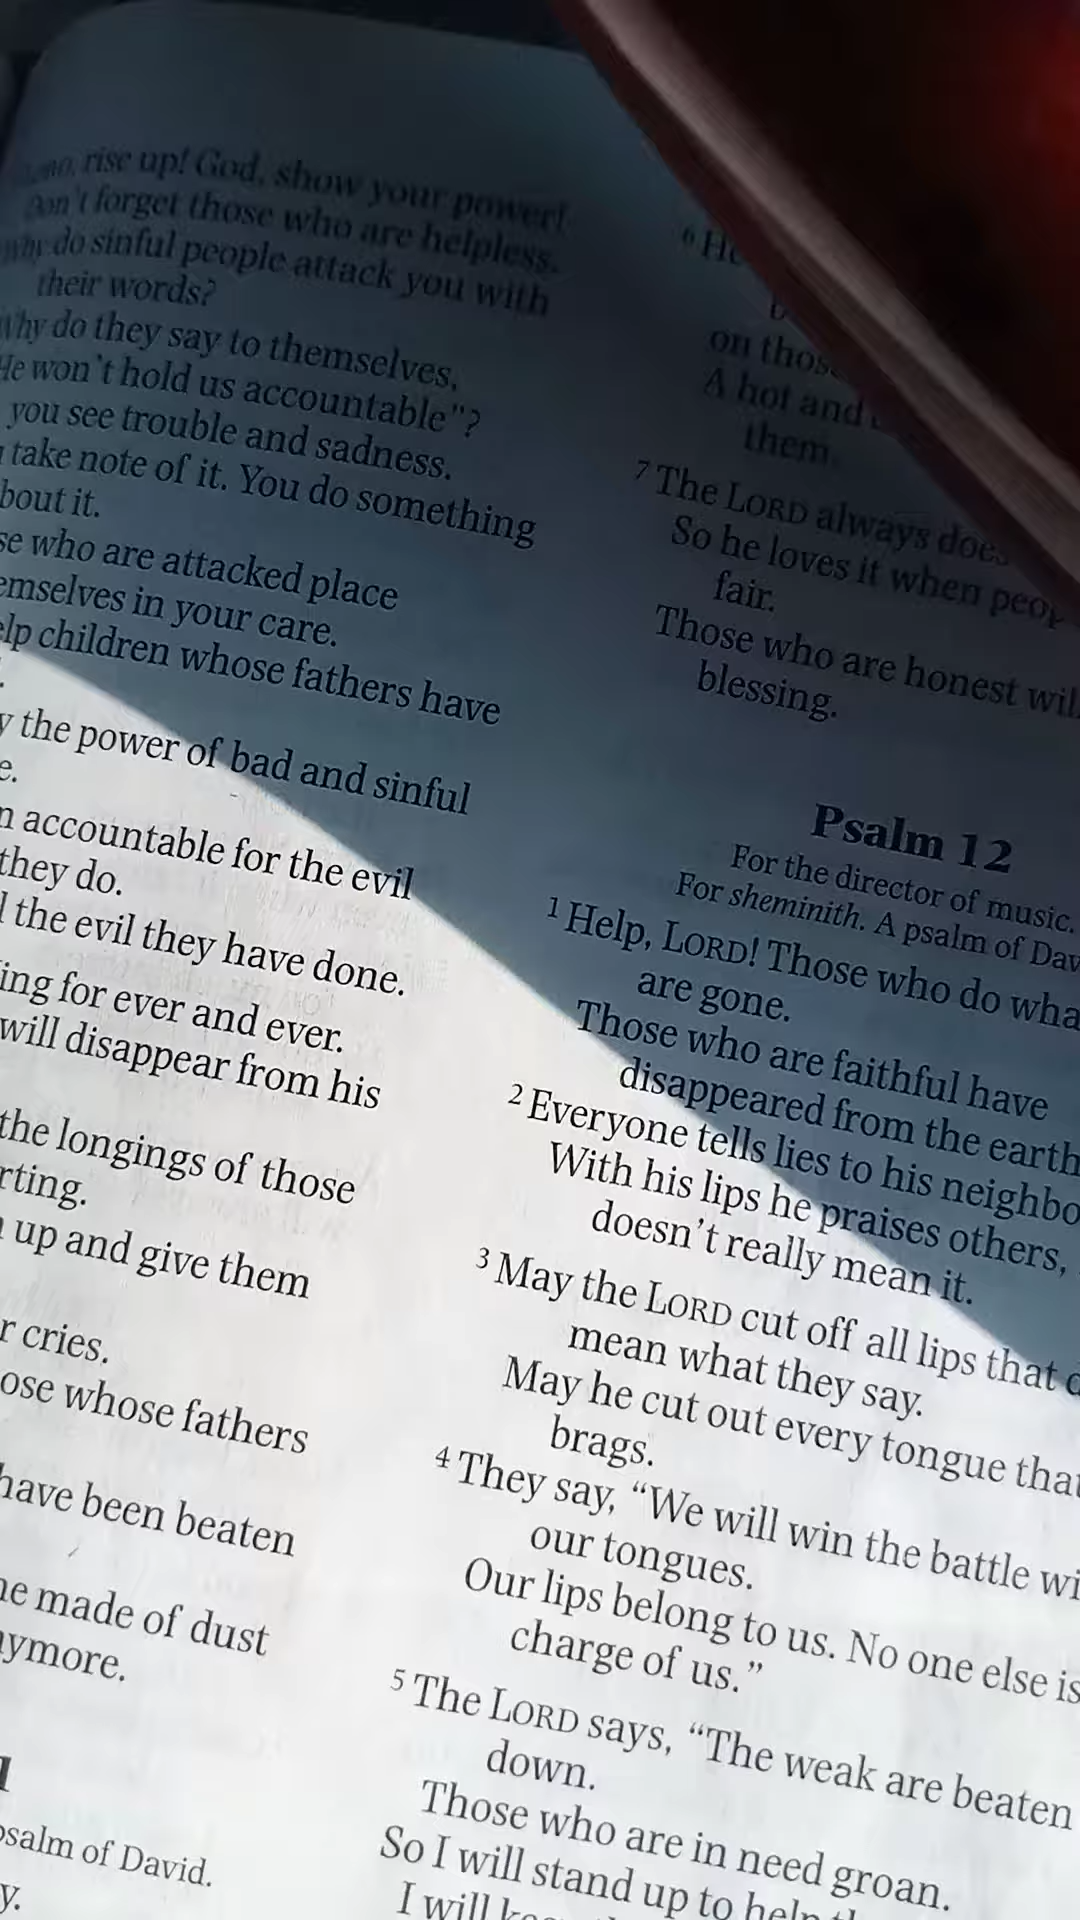 rise up! God, show your power!
Don't forget those who are helpless.
Why do sinful people attack you with
their words?
Why do they say to themselves,
He won't hold us accountable"?
you see trouble and sadness.
take note of it. You do something
bout it.
se who are attacked place
emselves in your care.
elp children whose fathers have
.
y the power of bad and sinful
e.
n accountable for the evil
they do.
l the evil they have done.
ing for ever and ever.
will disappear from his
the longings of those
rting.
up and give them
r cries.
ose whose fathers
have been beaten
ne made of dust
ymore.
psalm of David.
y.
6 He
on those
A hot and
them.
7 The LORD always does
So he loves it when peop
fair.
Those who are honest wil
blessing.
Psalm 12
For the director of music.
For sheminith. A psalm of Dav
1 Help, LORD! Those who do wha
are gone.
Those who are faithful have
disappeared from the earth
2 Everyone tells lies to his neighbo
With his lips he praises others,
doesn't really mean it.
3 May the LORD cut off all lips that d
mean what they say.
May he cut out every tongue that
brags.
4 They say, “We will win the battle wi
our tongues.
Our lips belong to us. No one else is
charge of us.”
5 The LORD says, “The weak are beaten
down.
Those who are in need groan.
So I will stand up to help th
I will kee